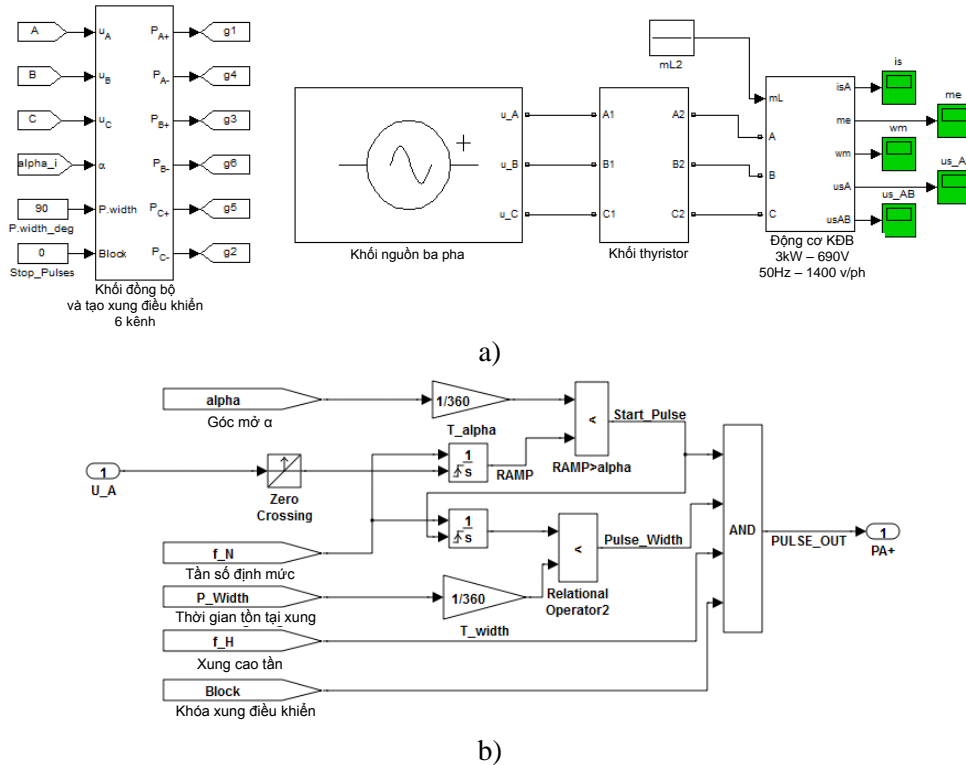 A
B
C
alpha_i
90
P.width_deg
0
Stop_Pulses
u_A
u_B
u_C
α
P.width
Block
P_A+
P_A-
P_B+
P_B-
P_C+
P_C-
g1
g4
g3
g6
g5
g2
Khối đồng bộ
và tạo xung điều khiển
6 kênh
+
u_A
u_B
u_C
Khối nguồn ba pha
A1
B1
C1
A2
B2
C2
Khối thyristor
mL2
mL
A
B
C
isA
me
wm
usA
usAB
Động cơ KĐB
3kW – 690V
50Hz – 1400 v/ph
is
me
wm
us_A
us_AB
a)
alpha
Góc mở α
1/360
<
Start_Pulse
RAMP>alpha
T_alpha
1
s
RAMP
1
U_A
Zero
Crossing
1
s
<
Pulse_Width
Relational
Operator2
f_N
Tần số định mức
P_Width
Thời gian tồn tại xung
1/360
T_width
f_H
Xung cao tần
Block
Khóa xung điều khiển
AND
PULSE_OUT
1
PA+
b)